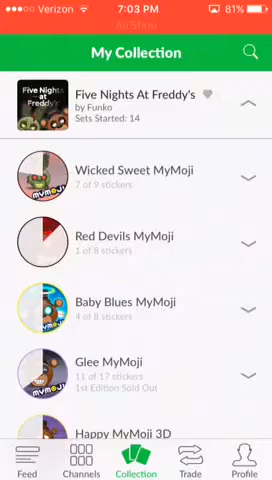 Verizon
7:03 PM
81%
My Collection
Five Nights
at
Freddy's
Five Nights At Freddy's
by Funko
Sets Started: 14
MYMOJI
Wicked Sweet MyMoji
7 of 9 stickers
Red Devils MyMoji
1 of 8 stickers
MYMOJI
Baby Blues MyMoji
4 of 8 stickers
MYMOJI
Glee MyMoji
11 of 17 stickers
1st Edition Sold Out
Happy MyMoji 3D
Feed
Channels
Collection
Trade
Profile